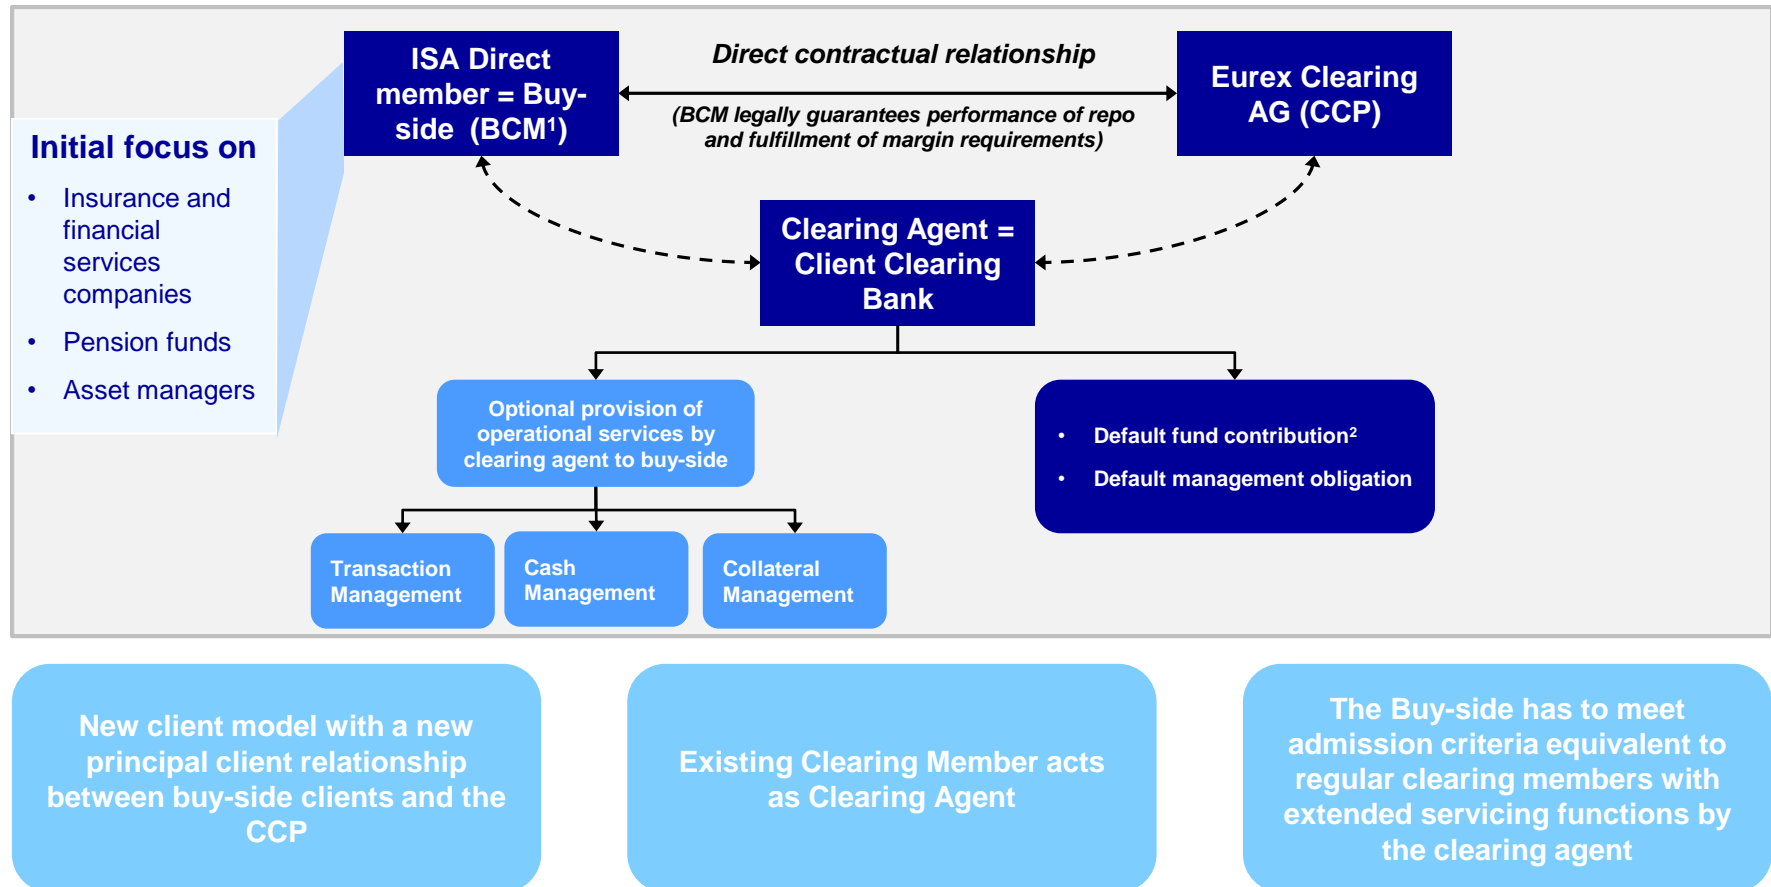 ISA Direct
member = Buy-
side (BCM¹)
Direct contractual relationship
(BCM legally guarantees performance of repo
and fulfillment of margin requirements)
Eurex Clearing
AG (CCP)
Initial focus on
• Insurance and
financial
services
companies
• Pension funds
• Asset managers
Clearing Agent =
Client Clearing
Bank
Optional provision of
operational services by
clearing agent to buy-side
• Default fund contribution²
• Default management obligation
Transaction
Management
Cash
Management
Collateral
Management
New client model with a new
principal client relationship
between buy-side clients and the
CCP
Existing Clearing Member acts
as Clearing Agent
The Buy-side has to meet
admission criteria equivalent to
regular clearing members with
extended servicing functions by
the clearing agent